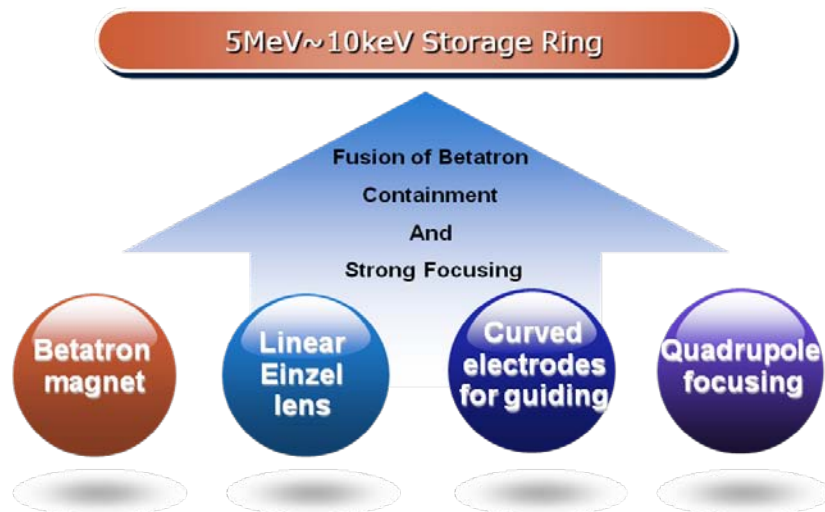 5MeV~10keV Storage Ring
Fusion of Betatron
Containment
And
Strong Focusing
Betatron
magnet
Linear
Einzel
lens
Curved
electrodes
for guiding
Quadrupole
focusing